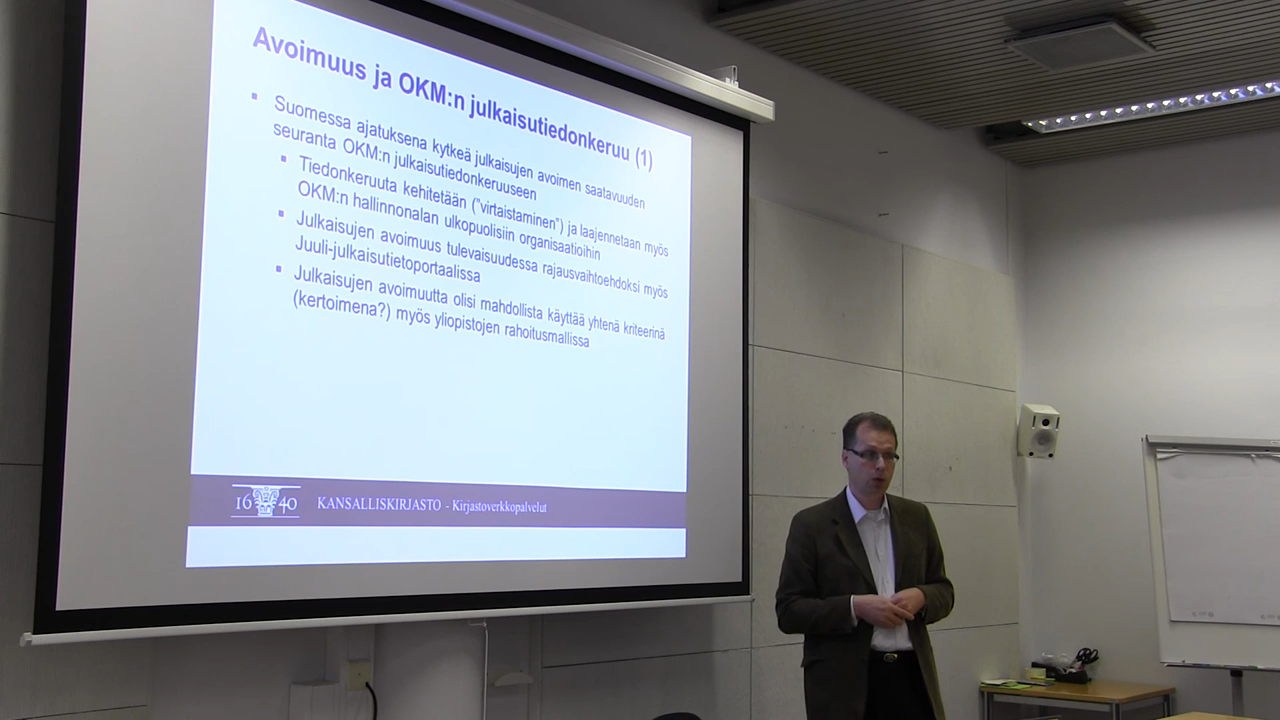 Avoimuus ja OKM:n julkaisutiedonkeruu (1)
Suomessa ajatuksena kytkeä julkaisujen avoimen saatavuuden
seuranta OKM:n julkaisutiedonkeruuseen
Tiedonkeruuta kehitetään ("virtaistaminen") ja laajennetaan myös
OKM:n hallinnonalan ulkopuolisiin organisaatioihin
Julkaisujen avoimuus tulevaisuudessa rajausvaihtoehdoksi myös
Juuli-julkaisutietoportaalissa
Julkaisujen avoimuutta olisi mahdollista käyttää yhtenä kriteerinä
(kertoimena?) myös yliopistojen rahoitusmallissa
1640 KANSALLISKIRJASTO - Kirjastoverkkopalvelut